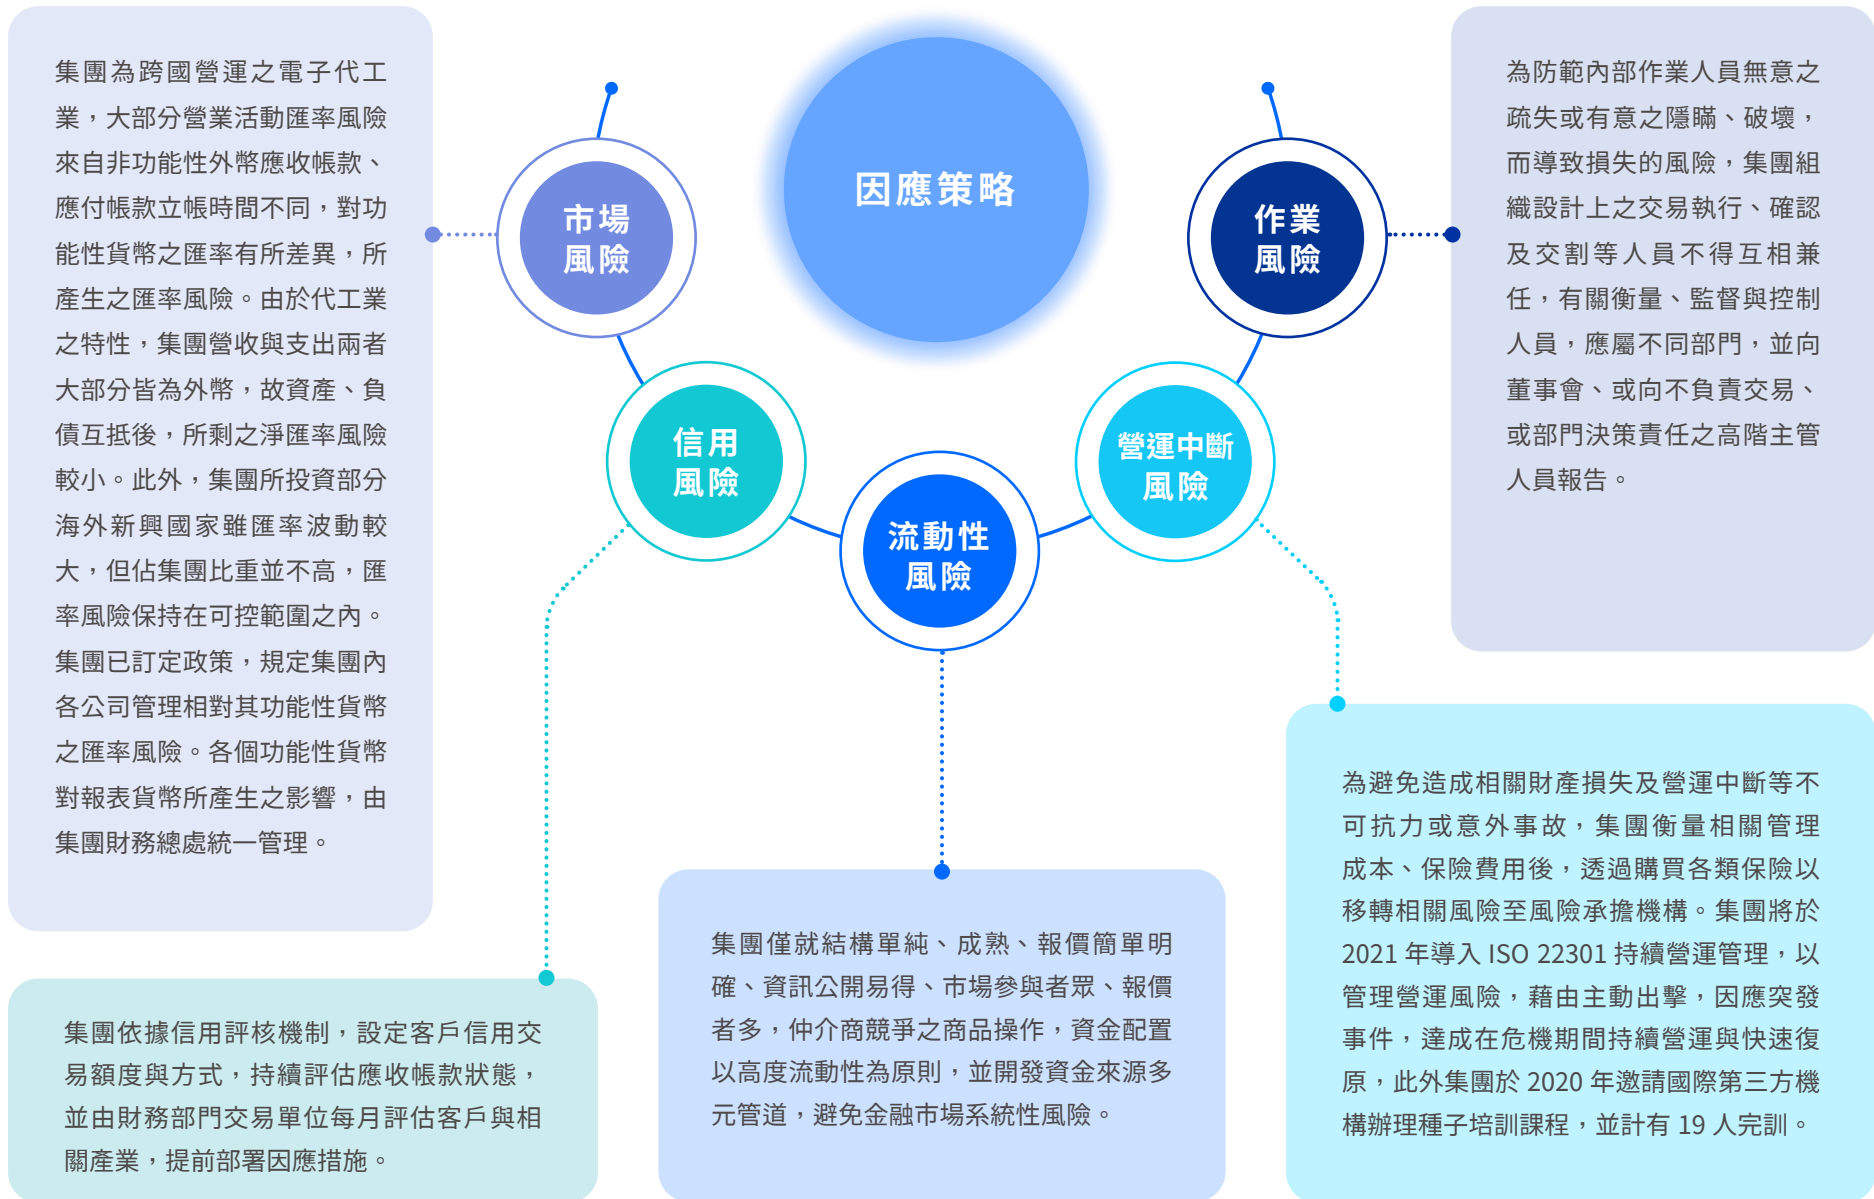 因應策略
市場
風險
集團為跨國營運之電子代工
業，大部分營業活動匯率風險
來自非功能性外幣應收帳款、
應付帳款立帳時間不同，對功
能性貨幣之匯率有所差異，所
產生之匯率風險。由於代工業
之特性，集團營收與支出兩者
大部分皆為外幣，故資產、負
債互抵後，所剩之淨匯率風險
較小。此外，集團所投資部分
海外新興國家雖匯率波動較
大，但佔集團比重並不高，匯
率風險保持在可控範圍之內。
集團已訂定政策，規定集團內
各公司管理相對其功能性貨幣
之匯率風險。各個功能性貨幣
對報表貨幣所產生之影響，由
集團財務總處統一管理。
信用
風險
集團依據信用評核機制，設定客戶信用交
易額度與方式，持續評估應收帳款狀態，
並由財務部門交易單位每月評估客戶與相
關產業，提前部署因應措施。
流動性
風險
集團僅就結構單純、成熟、報價簡單明
確、資訊公開易得、市場參與者眾、報價
者多，仲介商競爭之商品操作，資金配置
以高度流動性為原則，並開發資金來源多
元管道，避免金融市場系統性風險。
營運中斷
風險
為避免造成相關財產損失及營運中斷等不
可抗力或意外事故，集團衡量相關管理
成本、保險費用後，透過購買各類保險以
移轉相關風險至風險承擔機構。集團將於
2021 年導入 ISO 22301 持續營運管理，以
管理營運風險，藉由主動出擊，因應突發
事件，達成在危機期間持續營運與快速復
原，此外集團於 2020 年邀請國際第三方機
構辦理種子培訓課程，並計有 19 人完訓。
作業
風險
為防範內部作業人員無意之
疏失或有意之隱瞞、破壞，
而導致損失的風險，集團組
織設計上之交易執行、確認
及交割等人員不得互相兼
任，有關衡量、監督與控制
人員，應屬不同部門，並向
董事會、或向不負責交易、
或部門決策責任之高階主管
人員報告。